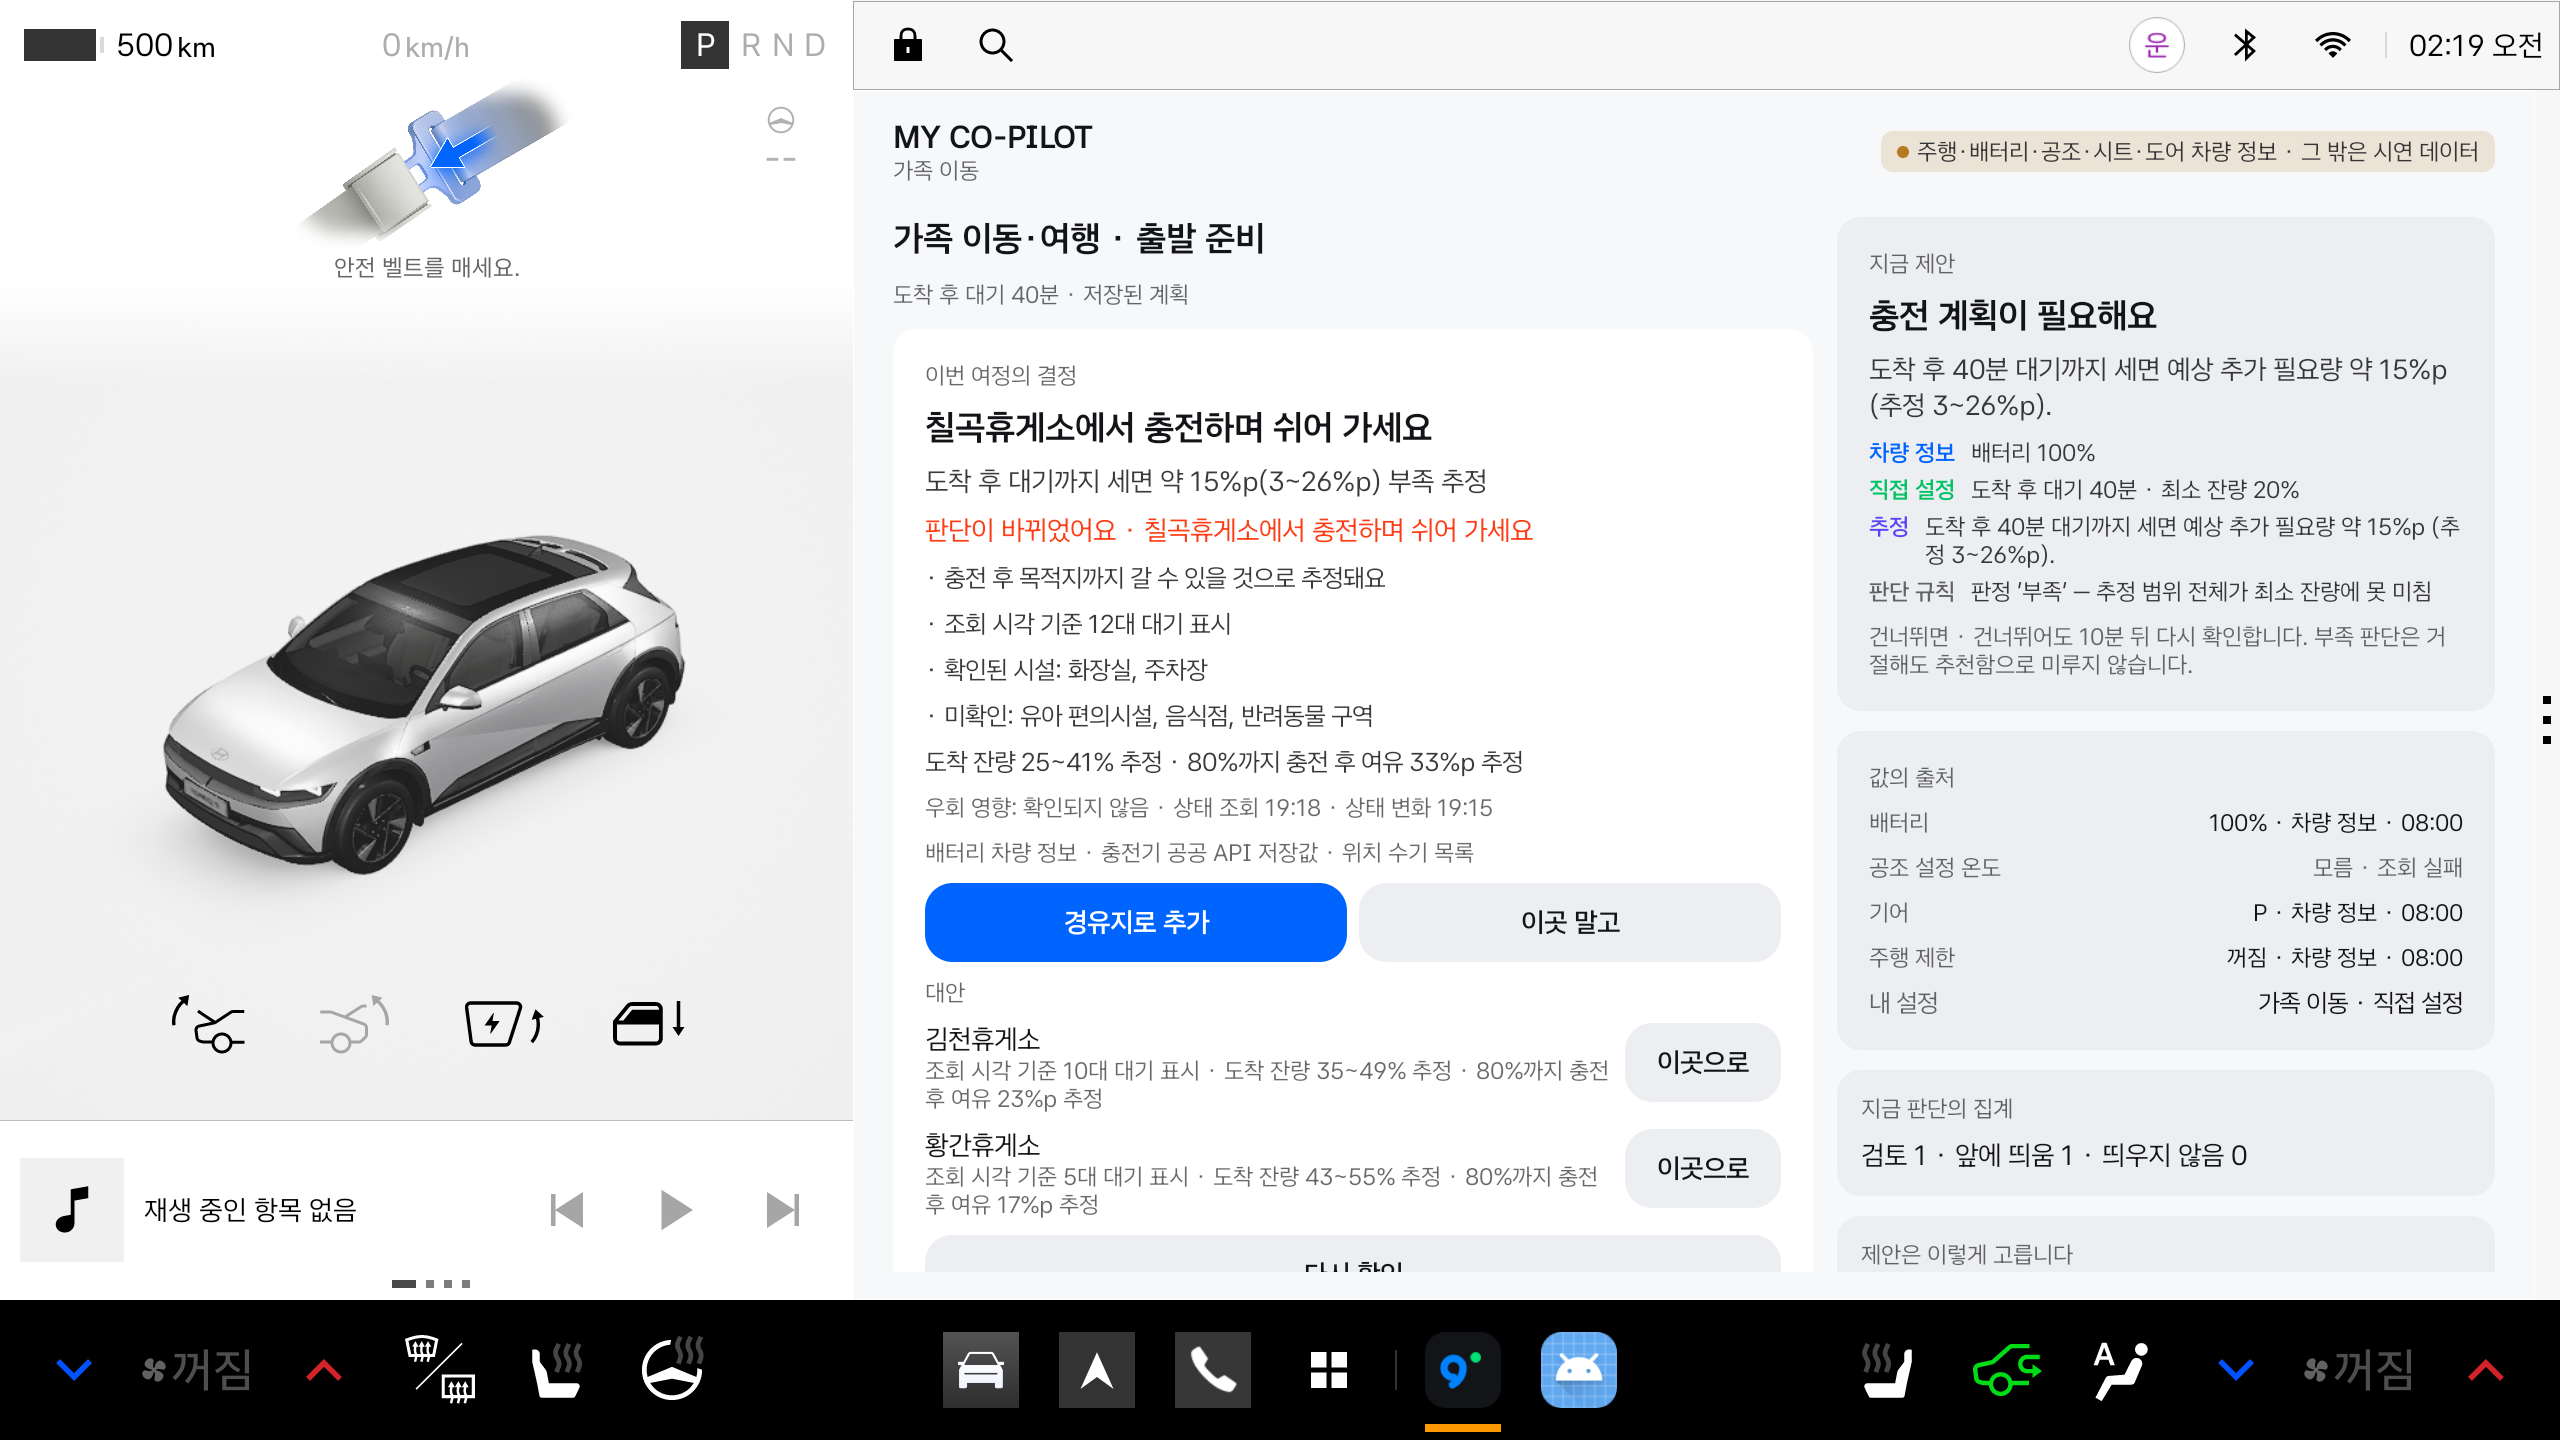 500 km
0 km/h
P R N D
안전 벨트를 매세요.
재생 중인 항목 없음
운
02:19 오전
MY CO-PILOT
가족 이동
주행·배터리·공조·시트·도어 차량 정보 · 그 밖은 시연 데이터
가족 이동·여행 · 출발 준비
도착 후 대기 40분 · 저장된 계획
이번 여정의 결정
칠곡휴게소에서 충전하며 쉬어 가세요
도착 후 대기까지 세면 약 15%p(3~26%p) 부족 추정
판단이 바뀌었어요 · 칠곡휴게소에서 충전하며 쉬어 가세요
· 충전 후 목적지까지 갈 수 있을 것으로 추정돼요
· 조회 시각 기준 12대 대기 표시
· 확인된 시설: 화장실, 주차장
· 미확인: 유아 편의시설, 음식점, 반려동물 구역
도착 잔량 25~41% 추정 · 80%까지 충전 후 여유 33%p 추정
우회 영향: 확인되지 않음 · 상태 조회 19:18 · 상태 변화 19:15
배터리 차량 정보 · 충전기 공공 API 저장값 · 위치 수기 목록
경유지로 추가
이곳 말고
대안
김천휴게소
조회 시각 기준 10대 대기 표시 · 도착 잔량 35~49% 추정 · 80%까지 충전
후 여유 23%p 추정
이곳으로
황간휴게소
조회 시각 기준 5대 대기 표시 · 도착 잔량 43~55% 추정 · 80%까지 충전
후 여유 17%p 추정
이곳으로
다시 확인
지금 제안
충전 계획이 필요해요
도착 후 40분 대기까지 세면 예상 추가 필요량 약 15%p
(추정 3~26%p).
차량 정보 배터리 100%
직접 설정 도착 후 대기 40분 · 최소 잔량 20%
추정 도착 후 40분 대기까지 세면 예상 추가 필요량 약 15%p (추
정 3~26%p).
판단 규칙 판정 '부족' — 추정 범위 전체가 최소 잔량에 못 미침
건너뛰면 · 건너뛰어도 10분 뒤 다시 확인합니다. 부족 판단은 거
절해도 추천함으로 미루지 않습니다.
값의 출처
배터리 100% · 차량 정보 · 08:00
공조 설정 온도 모름 · 조회 실패
기어 P · 차량 정보 · 08:00
주행 제한 꺼짐 · 차량 정보 · 08:00
내 설정 가족 이동 · 직접 설정
지금 판단의 집계
검토 1 · 앞에 띄움 1 · 띄우지 않음 0
제안은 이렇게 고릅니다
꺼짐
A
꺼짐